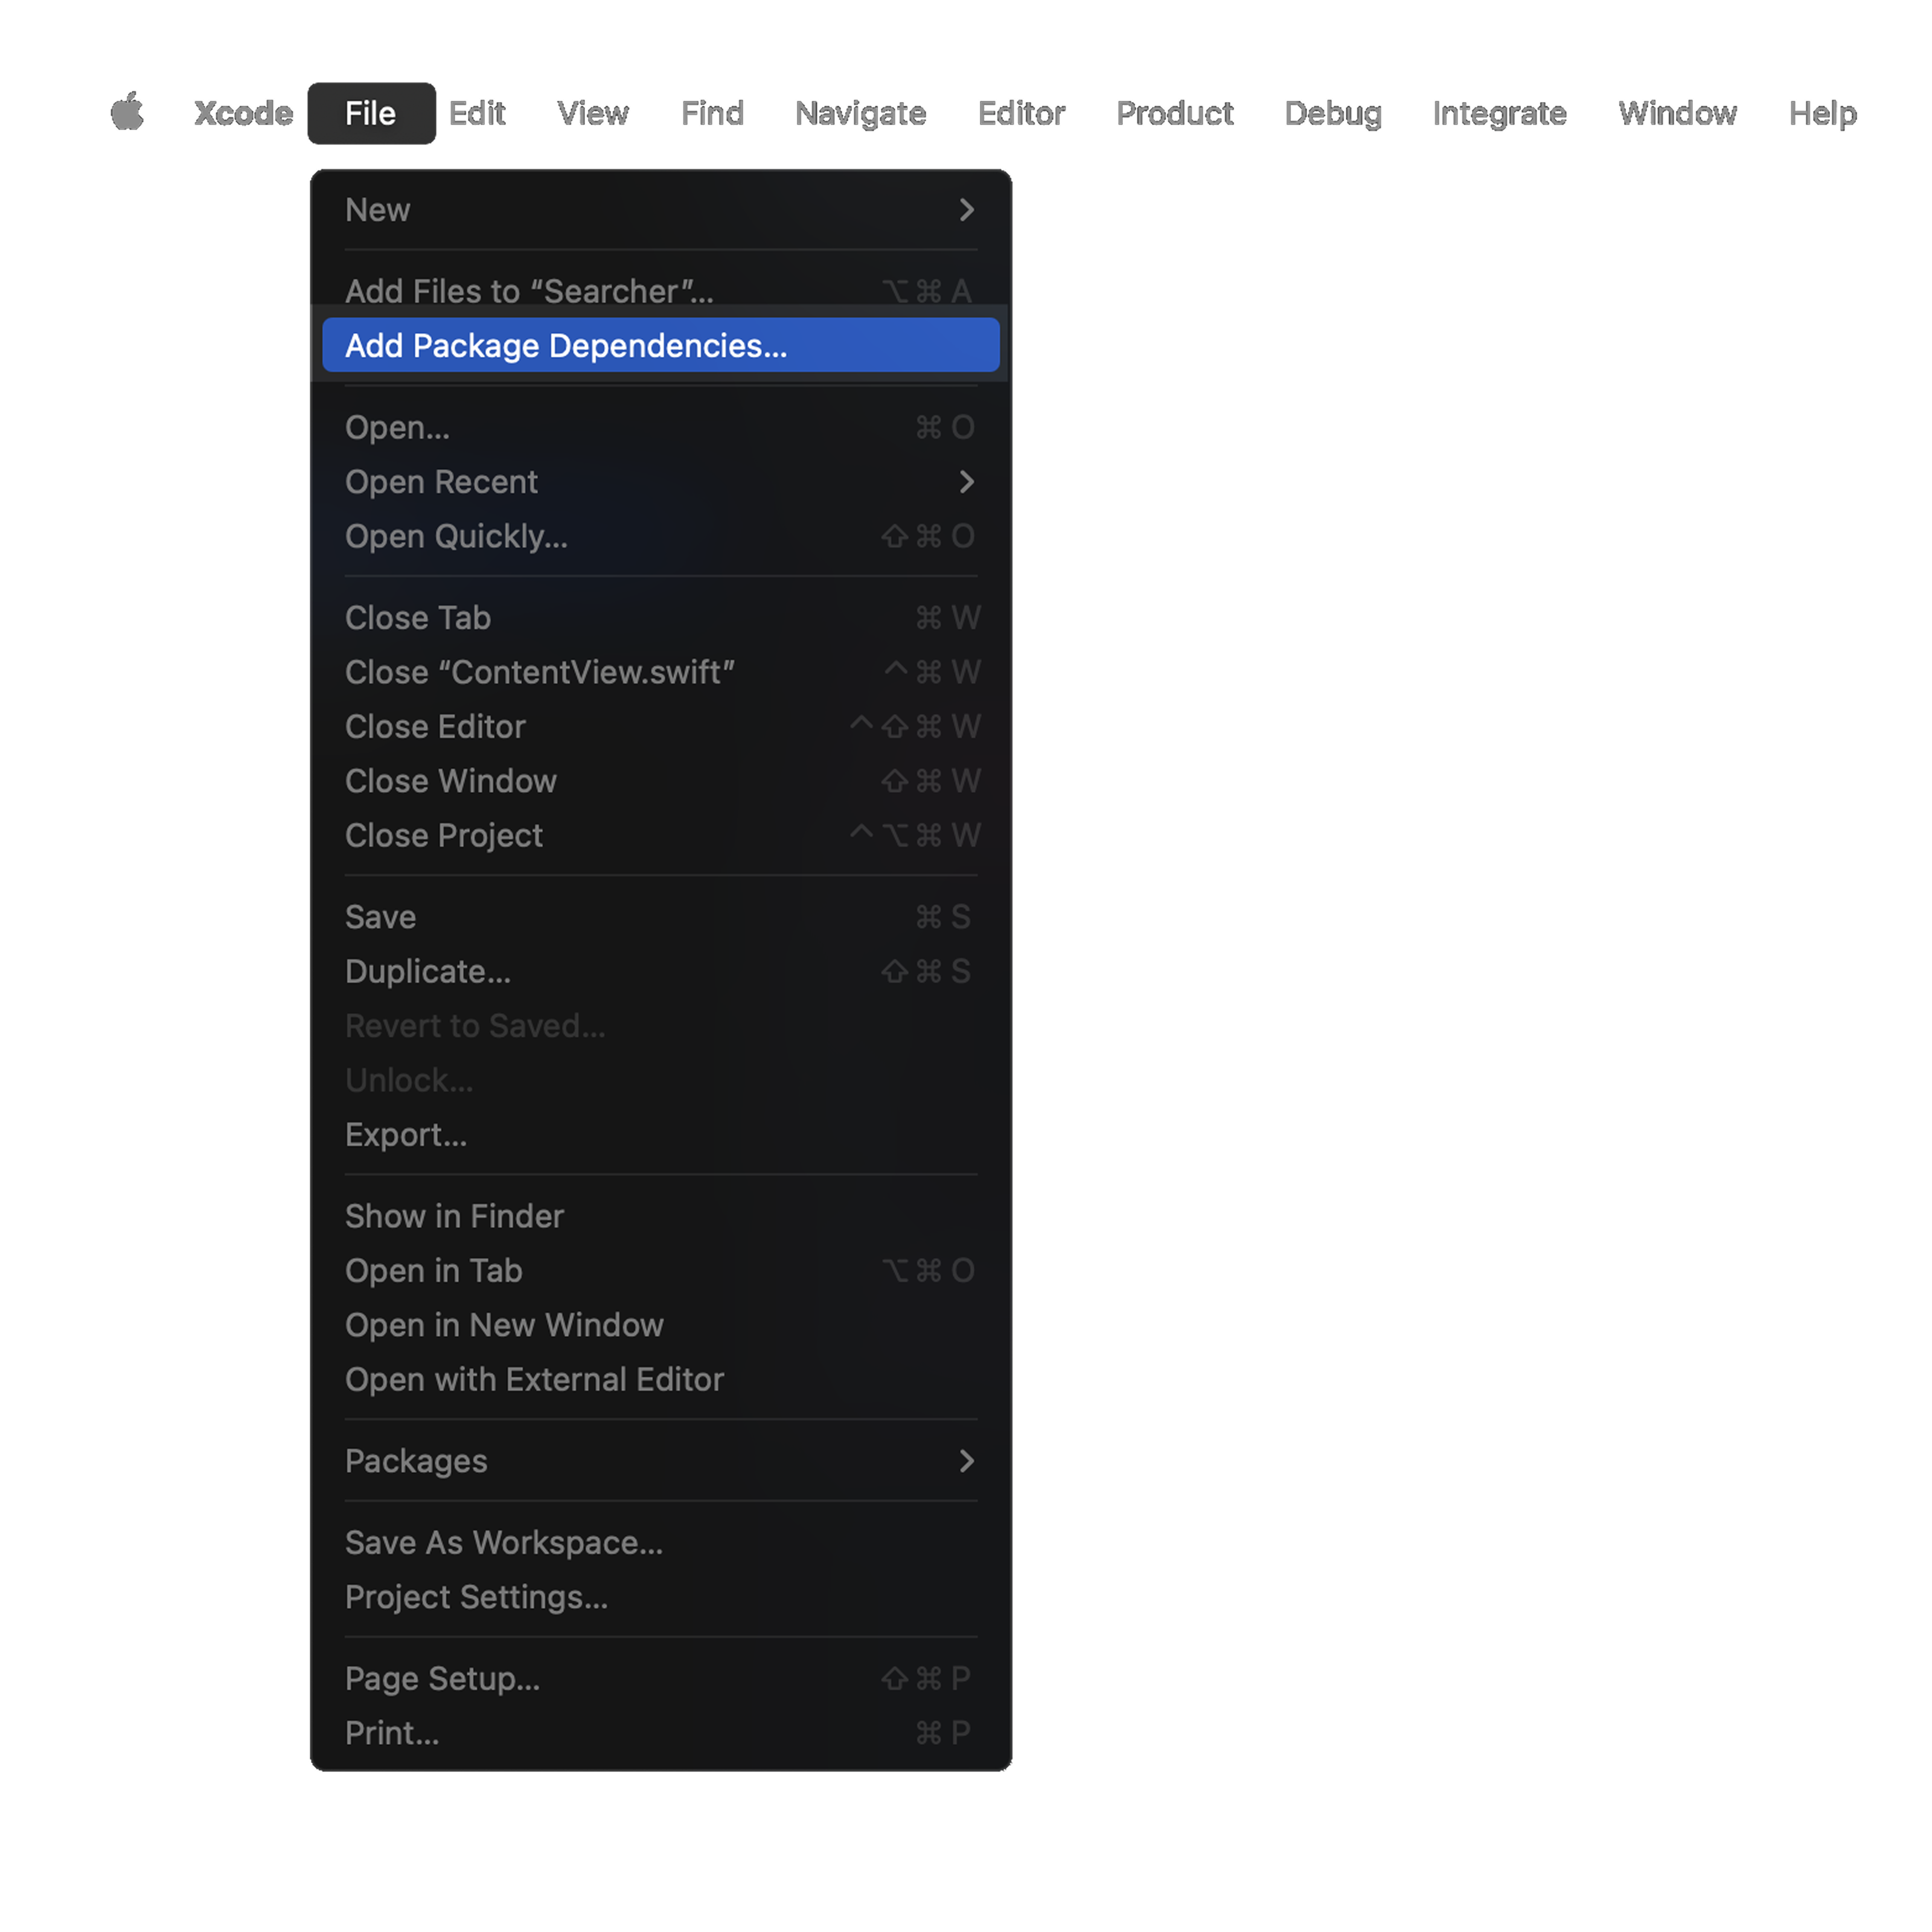 Xcode File Edit View Find Navigate Editor Product Debug Integrate Window Help
New
Add Files to “Searcher”... ⌥⌘ A
Add Package Dependencies...
Open... ⌘ O
Open Recent
Open Quickly... ⇧⌘ O
Close Tab ⌘ W
Close “ContentView.swift” ^⌘ W
Close Editor ^⇧⌘ W
Close Window ⇧⌘ W
Close Project ^⌥⌘ W
Save ⌘ S
Duplicate... ⇧⌘ S
Revert to Saved...
Unlock...
Export...
Show in Finder
Open in Tab ⌥⌘ O
Open in New Window
Open with External Editor
Packages
Save As Workspace...
Project Settings...
Page Setup... ⇧⌘ P
Print... ⌘ P